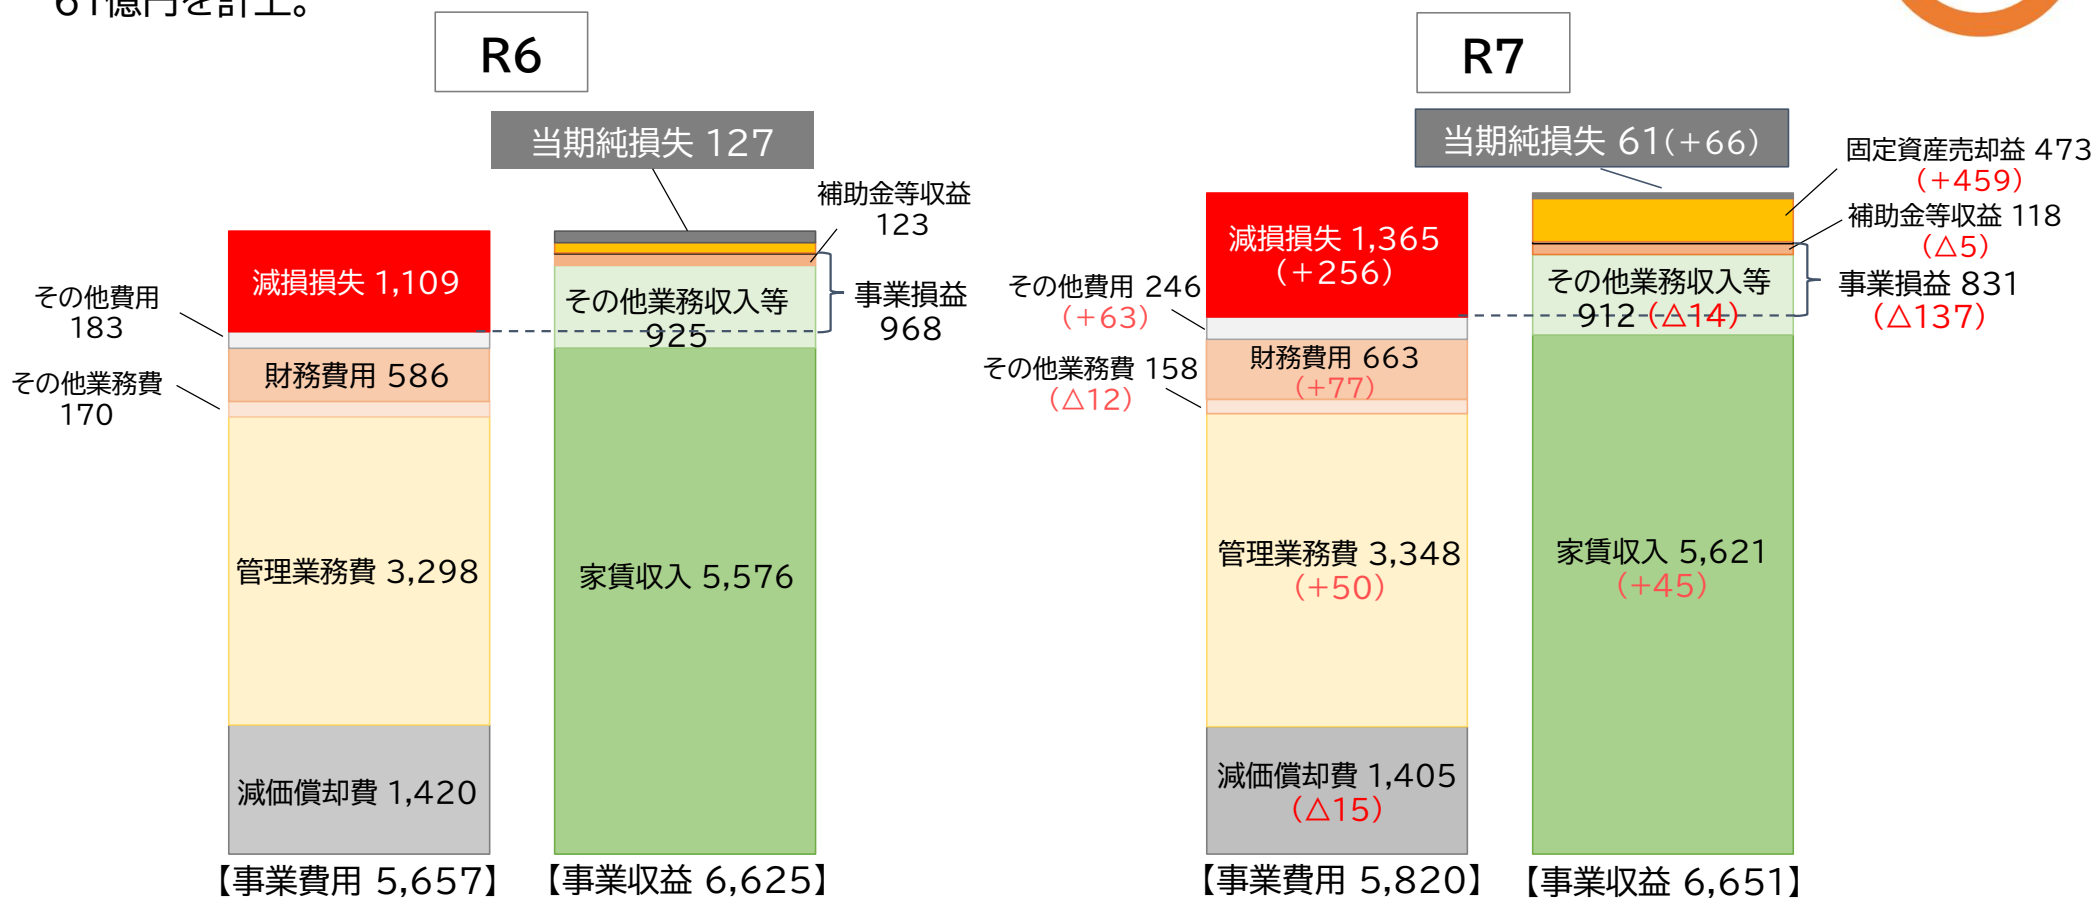 61億円を計上。
R6
当期純損失 127
補助金等収益
123
減損損失 1,109
その他費用
183
財務費用 586
その他業務費
170
管理業務費 3,298
減価償却費 1,420
その他業務収入等
925
事業損益
968
家賃収入 5,576
【事業費用 5,657】
【事業収益 6,625】
R7
当期純損失 61(+66)
固定資産売却益 473
(+459)
補助金等収益 118
(△5)
減損損失 1,365
(+256)
その他費用 246
(+63)
財務費用 663
(+77)
その他業務費 158
(△12)
管理業務費 3,348
(+50)
減価償却費 1,405
(△15)
その他業務収入等
912 (△14)
事業損益 831
(△137)
家賃収入 5,621
(+45)
【事業費用 5,820】
【事業収益 6,651】